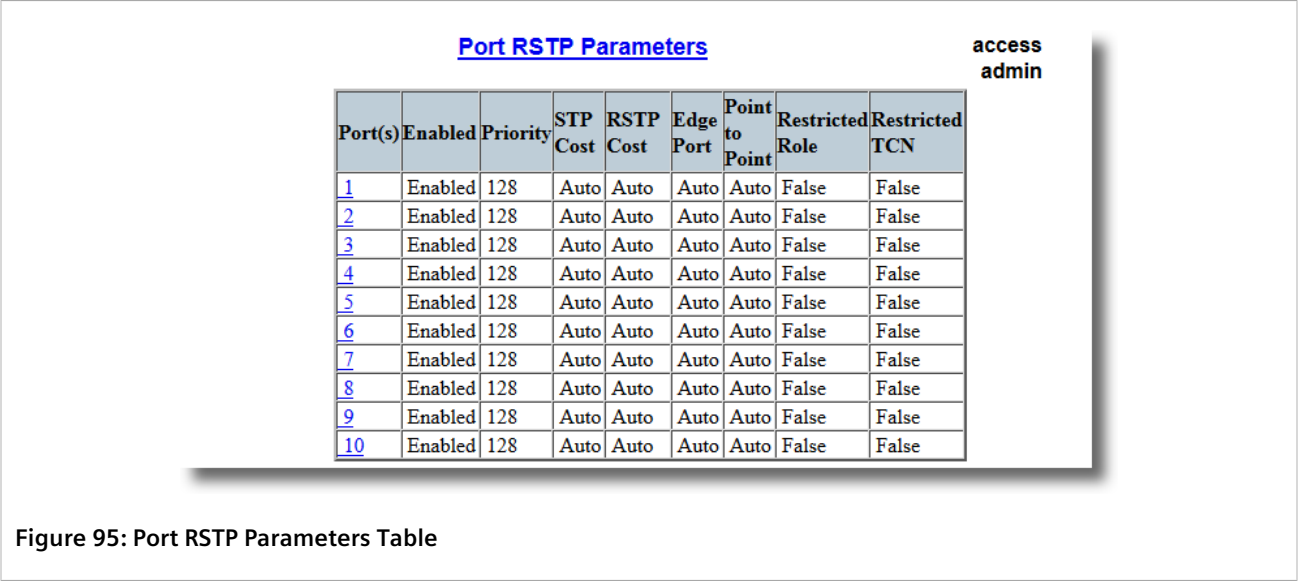 Port RSTP Parameters
access
admin
Port(s) Enabled Priority STP Cost RSTP Cost Edge Port Point to Point Restricted Role Restricted TCN
1 Enabled 128 Auto Auto Auto Auto False False
2 Enabled 128 Auto Auto Auto Auto False False
3 Enabled 128 Auto Auto Auto Auto False False
4 Enabled 128 Auto Auto Auto Auto False False
5 Enabled 128 Auto Auto Auto Auto False False
6 Enabled 128 Auto Auto Auto Auto False False
7 Enabled 128 Auto Auto Auto Auto False False
8 Enabled 128 Auto Auto Auto Auto False False
9 Enabled 128 Auto Auto Auto Auto False False
10 Enabled 128 Auto Auto Auto Auto False False
Figure 95: Port RSTP Parameters Table